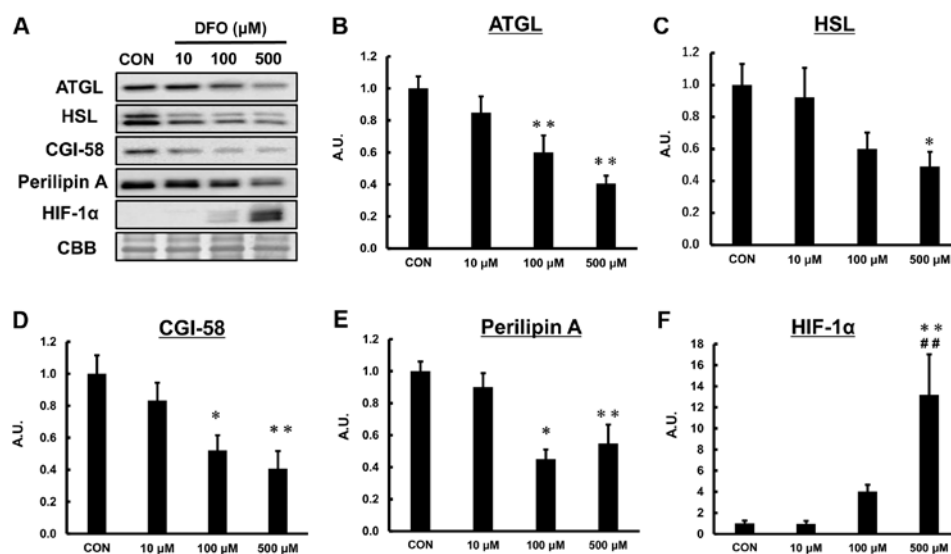 A
DFO (μM)
CON 10 100 500
ATGL
HSL
CGI-58
Perilipin A
HIF-1α
CBB
B
ATGL
A.U.
1.2
1.0
0.8
0.6
0.4
0.2
0.0
**
**
CON 10 μM 100 μM 500 μM
C
HSL
A.U.
1.2
1.0
0.8
0.6
0.4
0.2
0.0
*
CON 10 μM 100 μM 500 μM
D
CGI-58
A.U.
1.2
1.0
0.8
0.6
0.4
0.2
0.0
*
**
CON 10 μM 100 μM 500 μM
E
Perilipin A
A.U.
1.2
1.0
0.8
0.6
0.4
0.2
0.0
*
**
CON 10 μM 100 μM 500 μM
F
HIF-1α
A.U.
18
16
14
12
10
8
6
4
2
0
**
##
CON 10 μM 100 μM 500 μM